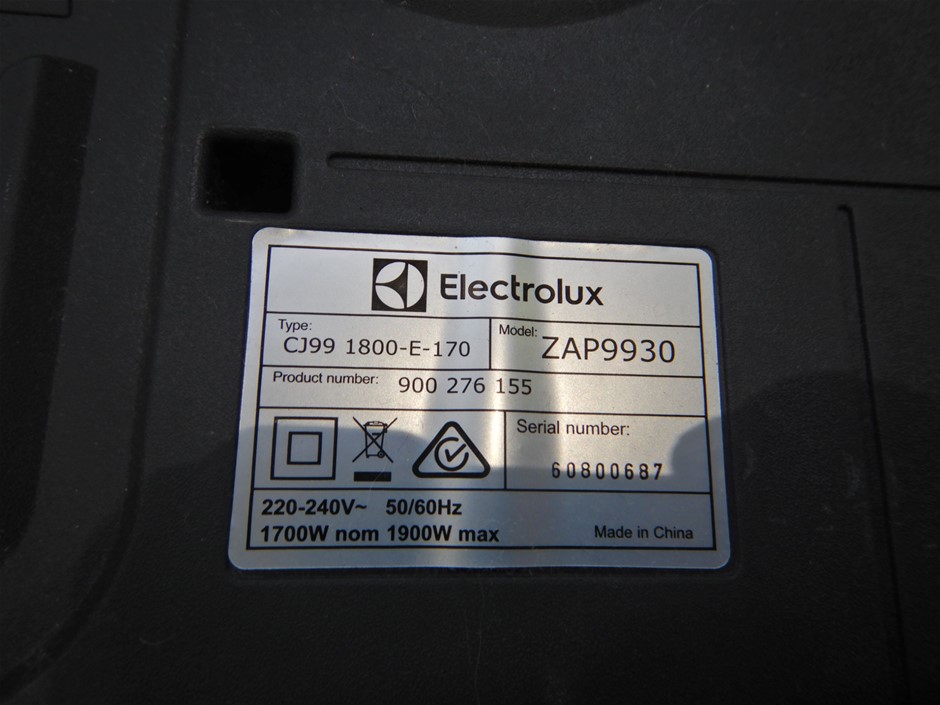 Electrolux
Type:
CJ99 1800-E-170
Model:
ZAP9930
Product number: 900 276 155
Serial number:
60800687
220-240V~ 50/60Hz
1700W nom 1900W max
Made in China